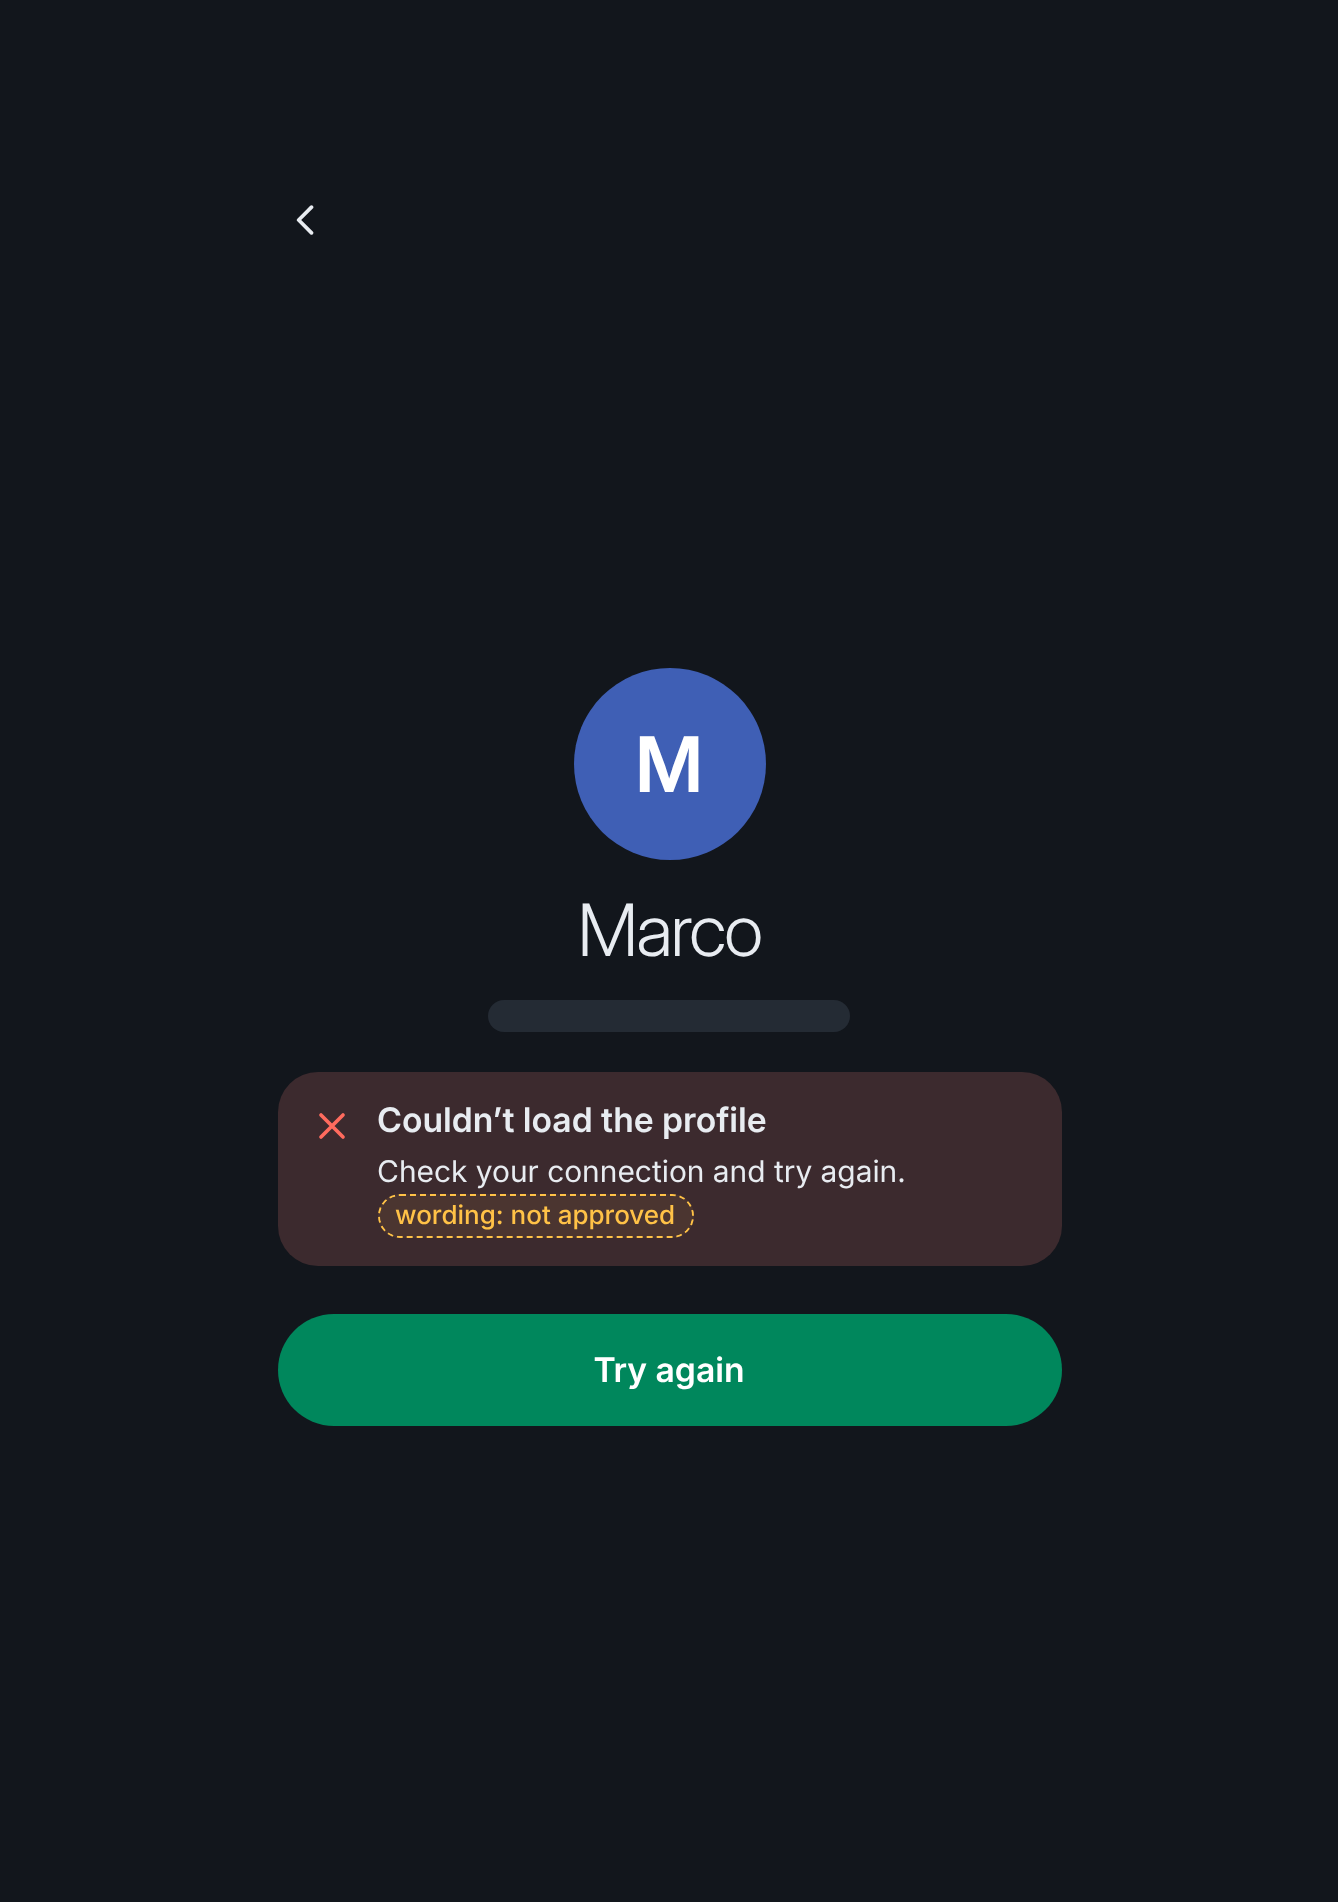 M
Marco
Couldn’t load the profile
Check your connection and try again.
wording: not approved
Try again